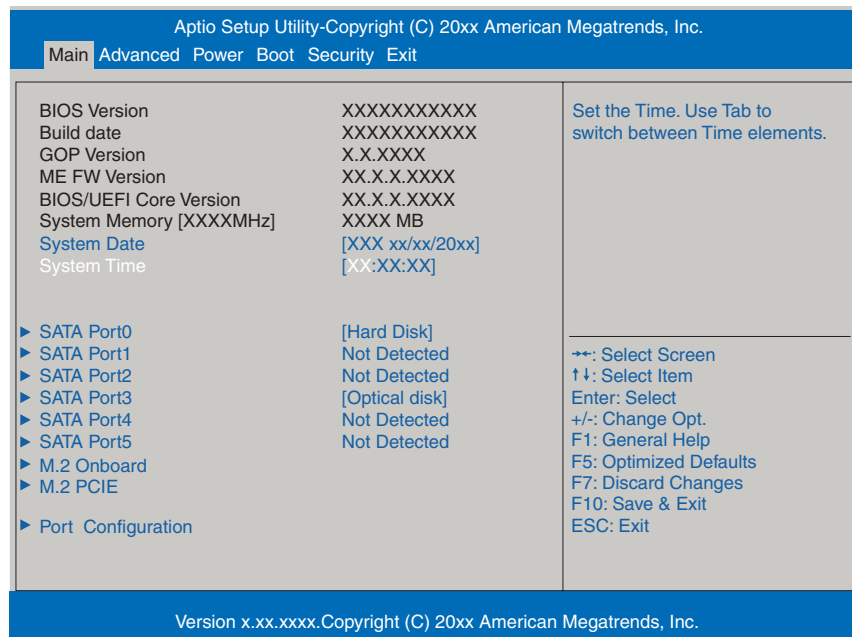 Aptio Setup Utility-Copyright (C) 20xx American Megatrends, Inc.
Main Advanced Power Boot Security Exit
BIOS Version XXXXXXXXXXX
Build date XXXXXXXXXXX
GOP Version X.X.XXXX
ME FW Version XX.X.X.XXXX
BIOS/UEFI Core Version XX.X.X.XXXX
System Memory [XXXXMHz] XXXX MB
System Date [XXX xx/xx/20xx]
System Time [XX:XX:XX]
SATA Port0 [Hard Disk]
SATA Port1 Not Detected
SATA Port2 Not Detected
SATA Port3 [Optical disk]
SATA Port4 Not Detected
SATA Port5 Not Detected
M.2 Onboard
M.2 PCIE
Port Configuration
Set the Time. Use Tab to
switch between Time elements.
→←: Select Screen
↑↓: Select Item
Enter: Select
+/-: Change Opt.
F1: General Help
F5: Optimized Defaults
F7: Discard Changes
F10: Save & Exit
ESC: Exit
Version x.xx.xxxx.Copyright (C) 20xx American Megatrends, Inc.